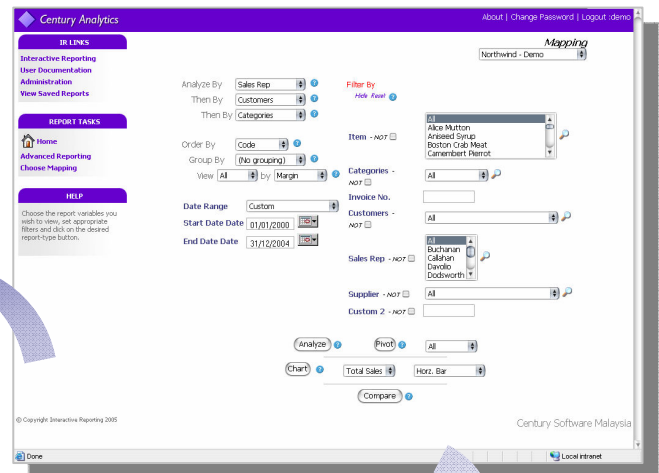 Century Analytics
About | Change Password | Logout :demo
IR LINKS
Interactive Reporting
User Documentation
Administration
View Saved Reports
REPORT TASKS
Home
Advanced Reporting
Choose Mapping
HELP
Choose the report variables you
wish to view, set appropriate
filters and click on the desired
report-type button.
Mapping
Northwind - Demo
Analyze By Sales Rep
Then By Customers
Then By Categories
Order By Code
Group By (No grouping)
View All by Margin
Date Range Custom
Start Date Date 01/01/2000
End Date Date 31/12/2004
Filter By
Hide Reset
Item - NOT
All
Alice Mutton
Aniseed Syrup
Boston Crab Meat
Camembert Pierrot
Categories - NOT All
Invoice No.
Customers - NOT All
Sales Rep - NOT
All
Buchanan
Callahan
Davolio
Dodsworth
Supplier - NOT All
Custom 2 - NOT
Analyze Pivot All
Chart Total Sales Horz. Bar
Compare
© Copyright Interactive Reporting 2005
Century Software Malaysia
Done
Local intranet